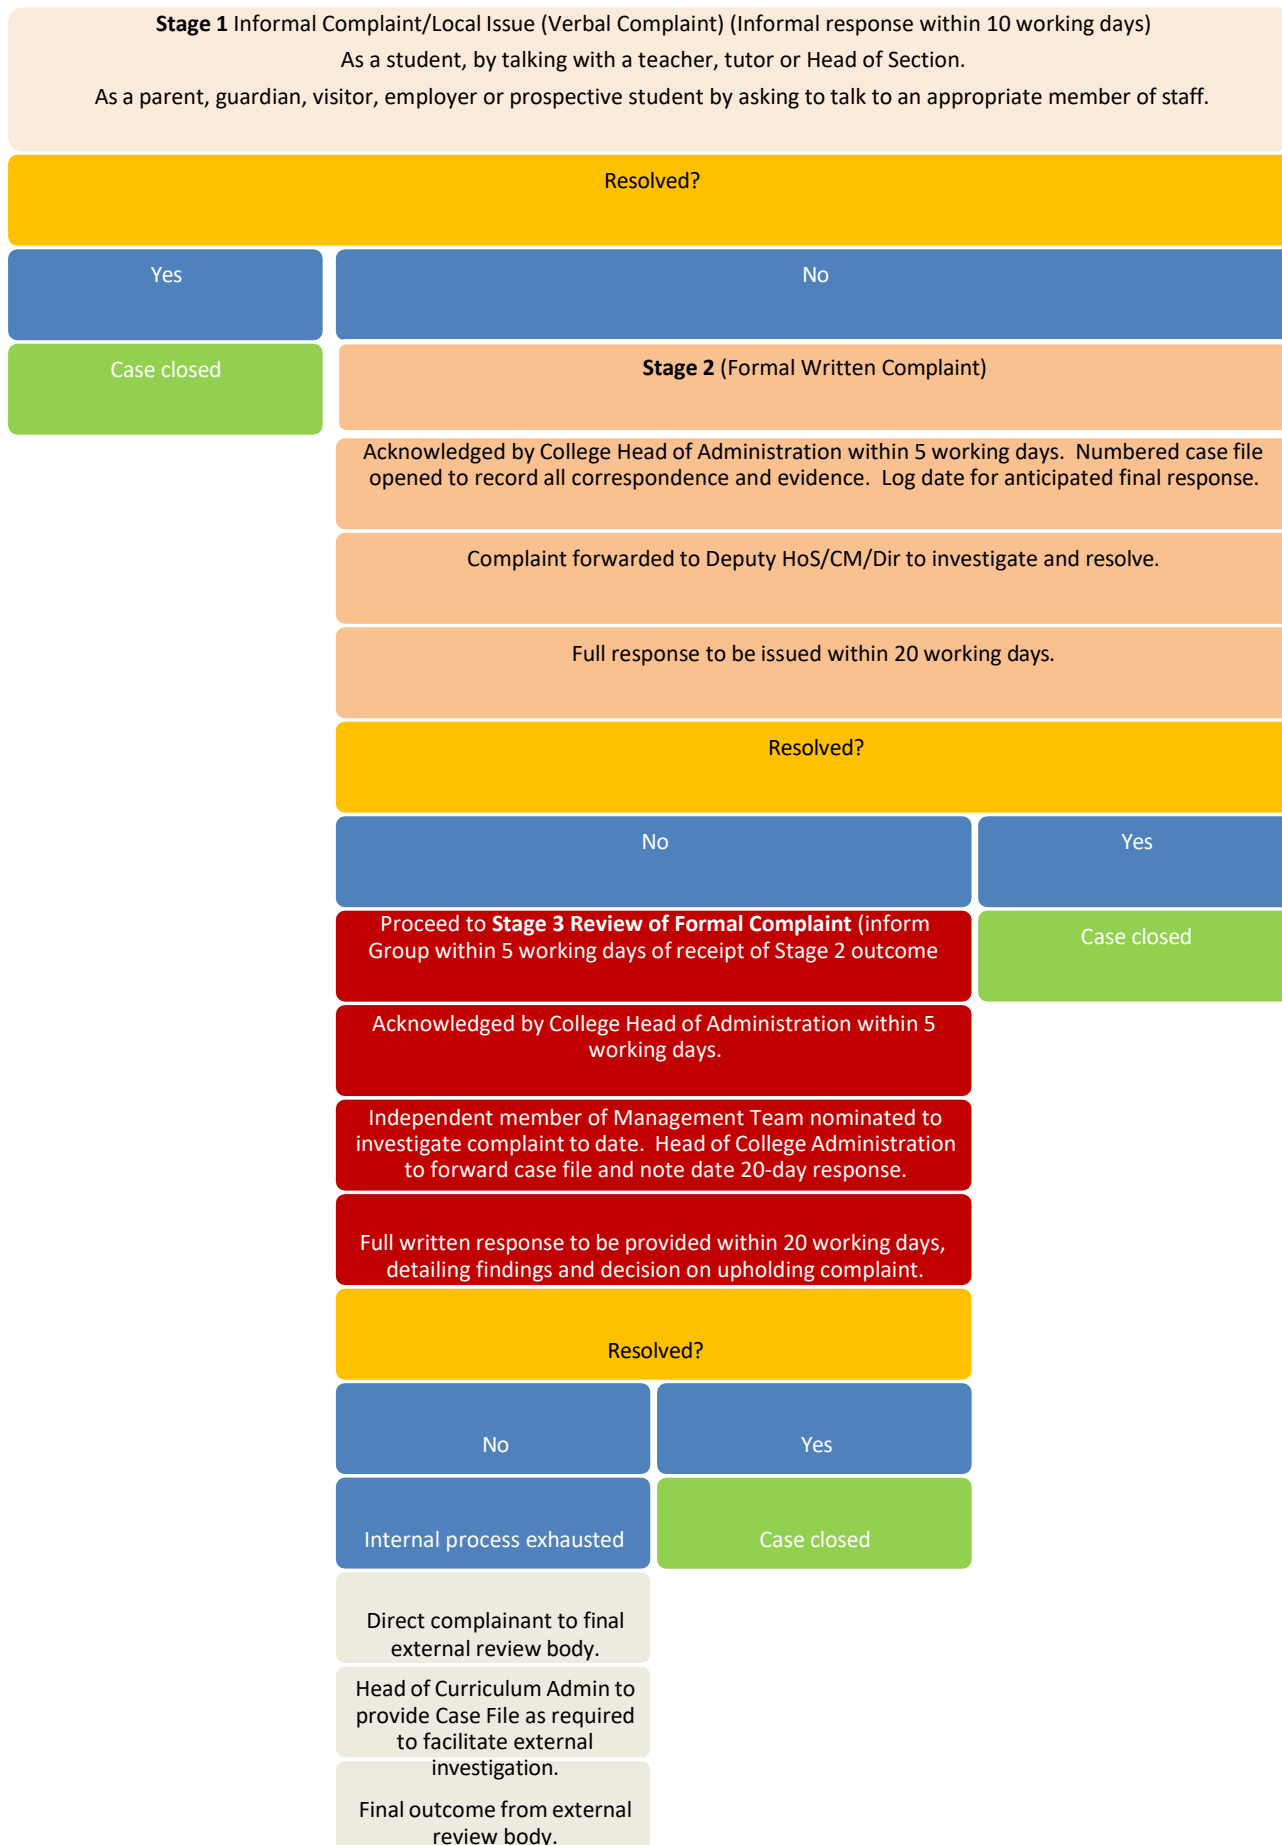 Stage 1 Informal Complaint/Local Issue (Verbal Complaint) (Informal response within 10 working days)
As a student, by talking with a teacher, tutor or Head of Section.
As a parent, guardian, visitor, employer or prospective student by asking to talk to an appropriate member of staff.
Resolved?
Yes
No
Case closed
Stage 2 (Formal Written Complaint)
Acknowledged by College Head of Administration within 5 working days. Numbered case file
opened to record all correspondence and evidence. Log date for anticipated final response.
Complaint forwarded to Deputy HoS/CM/Dir to investigate and resolve.
Full response to be issued within 20 working days.
Resolved?
No
Yes
Proceed to Stage 3 Review of Formal Complaint (inform
Group within 5 working days of receipt of Stage 2 outcome
Case closed
Acknowledged by College Head of Administration within 5
working days.
Independent member of Management Team nominated to
investigate complaint to date. Head of College Administration
to forward case file and note date 20-day response.
Full written response to be provided within 20 working days,
detailing findings and decision on upholding complaint.
Resolved?
No
Yes
Internal process exhausted
Case closed
Direct complainant to final
external review body.
Head of Curriculum Admin to
provide Case File as required
to facilitate external
investigation.
Final outcome from external
review body.